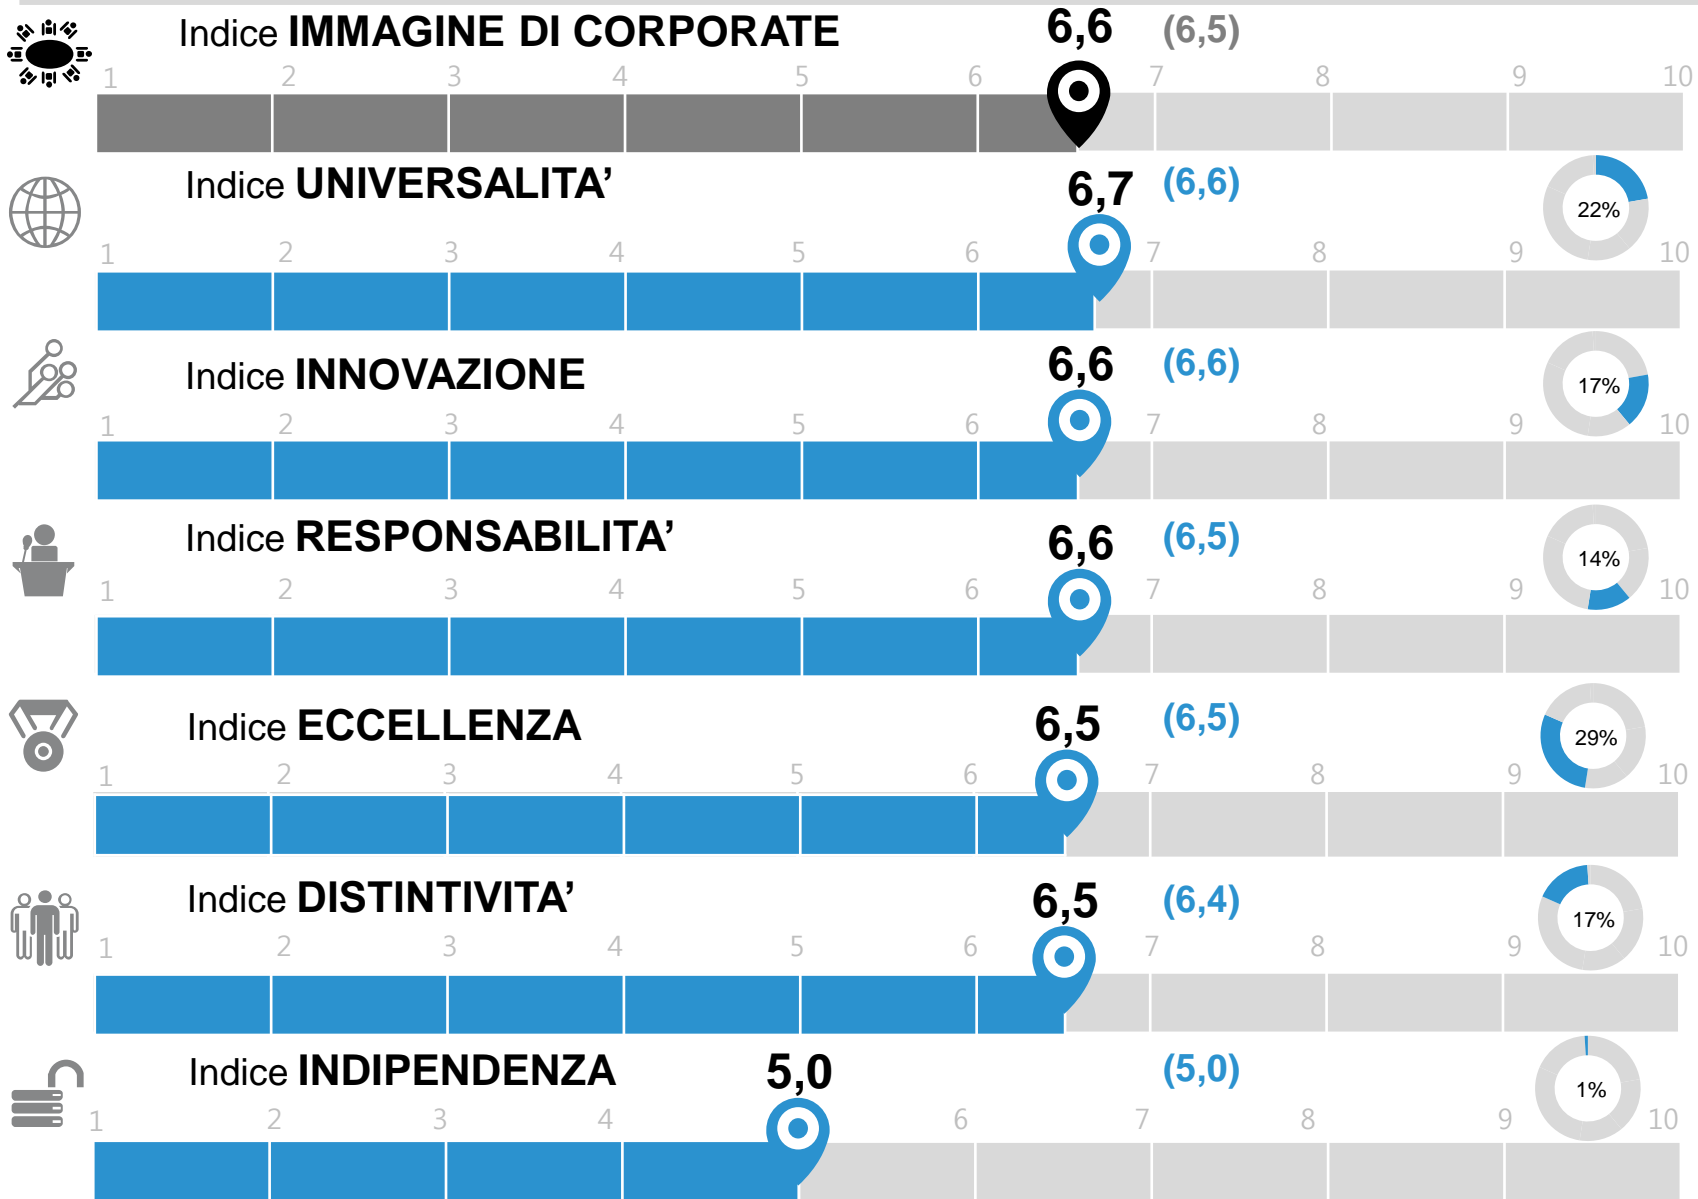 Indice IMMAGINE DI CORPORATE 6,6 (6,5)
1 2 3 4 5 6 7 8 9 10
Indice UNIVERSALITA’ 6,7 (6,6) 22%
1 2 3 4 5 6 7 8 9 10
Indice INNOVAZIONE 6,6 (6,6) 17%
1 2 3 4 5 6 7 8 9 10
Indice RESPONSABILITA’ 6,6 (6,5) 14%
1 2 3 4 5 6 7 8 9 10
Indice ECCELLENZA 6,5 (6,5) 29%
1 2 3 4 5 6 7 8 9 10
Indice DISTINTIVITA’ 6,5 (6,4) 17%
1 2 3 4 5 6 7 8 9 10
Indice INDIPENDENZA 5,0 (5,0) 1%
1 2 3 4 6 7 8 9 10